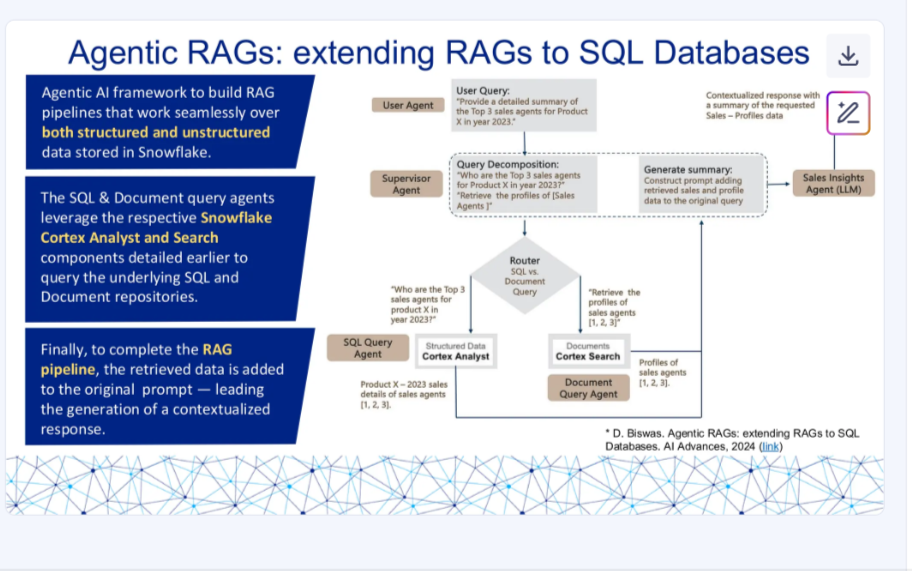 Agentic RAGs: extending RAGs to SQL Databases
Agentic AI framework to build RAG
pipelines that work seamlessly over
both structured and unstructured
data stored in Snowflake.
The SQL & Document query agents
leverage the respective Snowflake
Cortex Analyst and Search
components detailed earlier to
query the underlying SQL and
Document repositories.
Finally, to complete the RAG
pipeline, the retrieved data is added
to the original prompt — leading
the generation of a contextualized
response.
User Agent
User Query:
"Provide a detailed summary of
the Top 3 sales agents for Product
X in year 2023."
Contextualized response with
a summary of the requested
Sales – Profiles data
Supervisor
Agent
Query Decomposition:
"Who are the Top 3 sales agents
for Product X in year 2023?"
"Retrieve the profiles of [Sales
Agents ]"
Generate summary:
Construct prompt adding
retrieved sales and profile
data to the original query
Sales Insights
Agent (LLM)
Router
SQL vs.
Document
Query
"Who are the Top 3
sales agents for
product X in
year 2023?"
"Retrieve the
profiles of
sales agents
[1, 2, 3]"
SQL Query
Agent
Structured Data
Cortex Analyst
Documents
Cortex Search
Document
Query Agent
Profiles of
sales agents
[1, 2, 3].
Product X – 2023 sales
details of sales agents
[1, 2, 3].
* D. Biswas. Agentic RAGs: extending RAGs to SQL
Databases. AI Advances, 2024 (link)